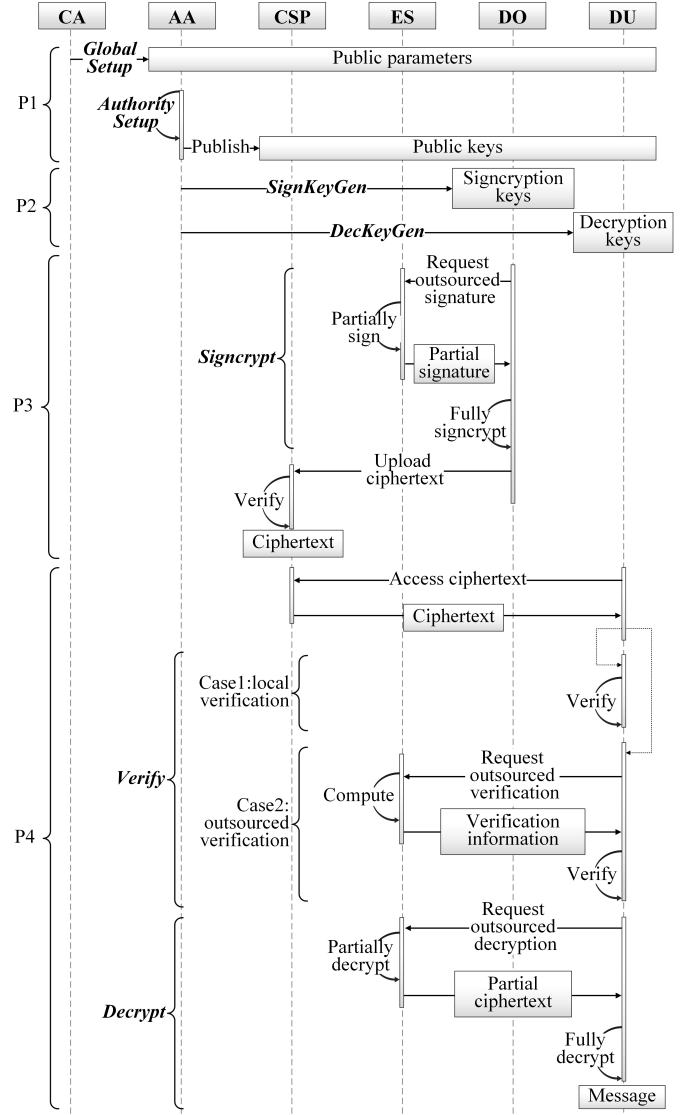 CA AA CSP ES DO DU
Global
Setup
Public parameters
P1
Authority
Setup
Publish
Public keys
P2
SignKeyGen
Signcryption
keys
DecKeyGen
Decryption
keys
P3
Signcrypt
Request
outsourced
signature
Partially
sign
Partial
signature
Fully
signcrypt
Upload
ciphertext
Verify
Ciphertext
P4
Access ciphertext
Ciphertext
Verify
Case1:local
verification
Verify
Case2:
outsourced
verification
Request
outsourced
verification
Compute
Verification
information
Verify
Decrypt
Request
outsourced
decryption
Partially
decrypt
Partial
ciphertext
Fully
decrypt
Message